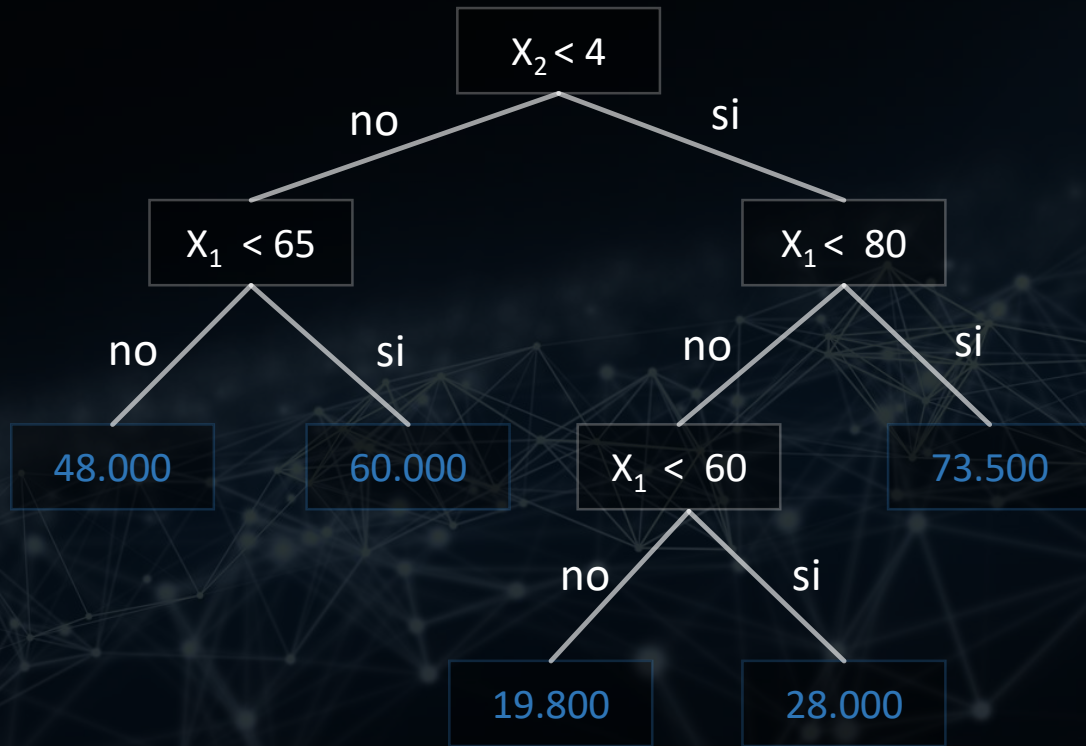 X₂ < 4
no
si
X₁ < 65
X₁ < 80
no
si
no
si
48.000
60.000
X₁ < 60
73.500
no
si
19.800
28.000